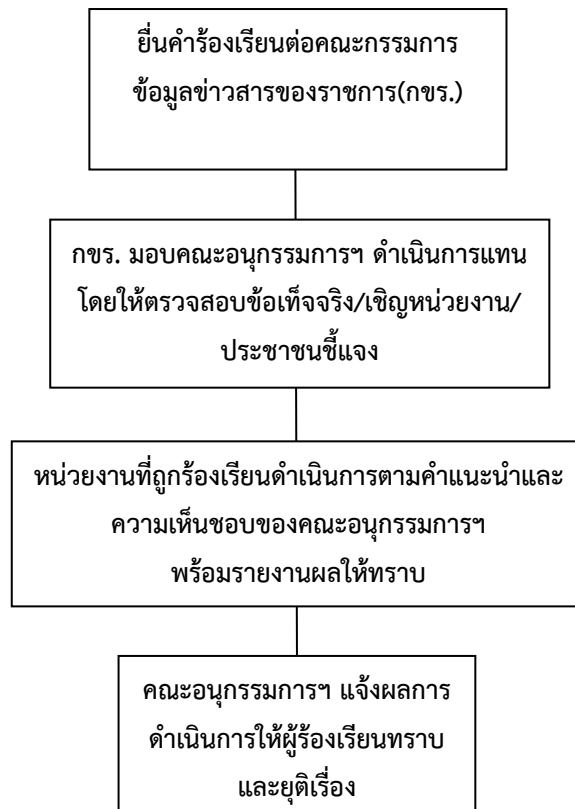 ยื่นคำร้องเรียนต่อคณะกรรมการ
ข้อมูลข่าวสารของราชการ(กขร.)
กขร. มอบคณะอนุกรรมการฯ ดำเนินการแทน
โดยให้ตรวจสอบข้อเท็จจริง/เชิญหน่วยงาน/
ประชาชนชี้แจง
หน่วยงานที่ถูกร้องเรียนดำเนินการตามคำแนะนำและ
ความเห็นชอบของคณะอนุกรรมการฯ
พร้อมรายงานผลให้ทราบ
คณะอนุกรรมการฯ แจ้งผลการ
ดำเนินการให้ผู้ร้องเรียนทราบ
และยุติเรื่อง